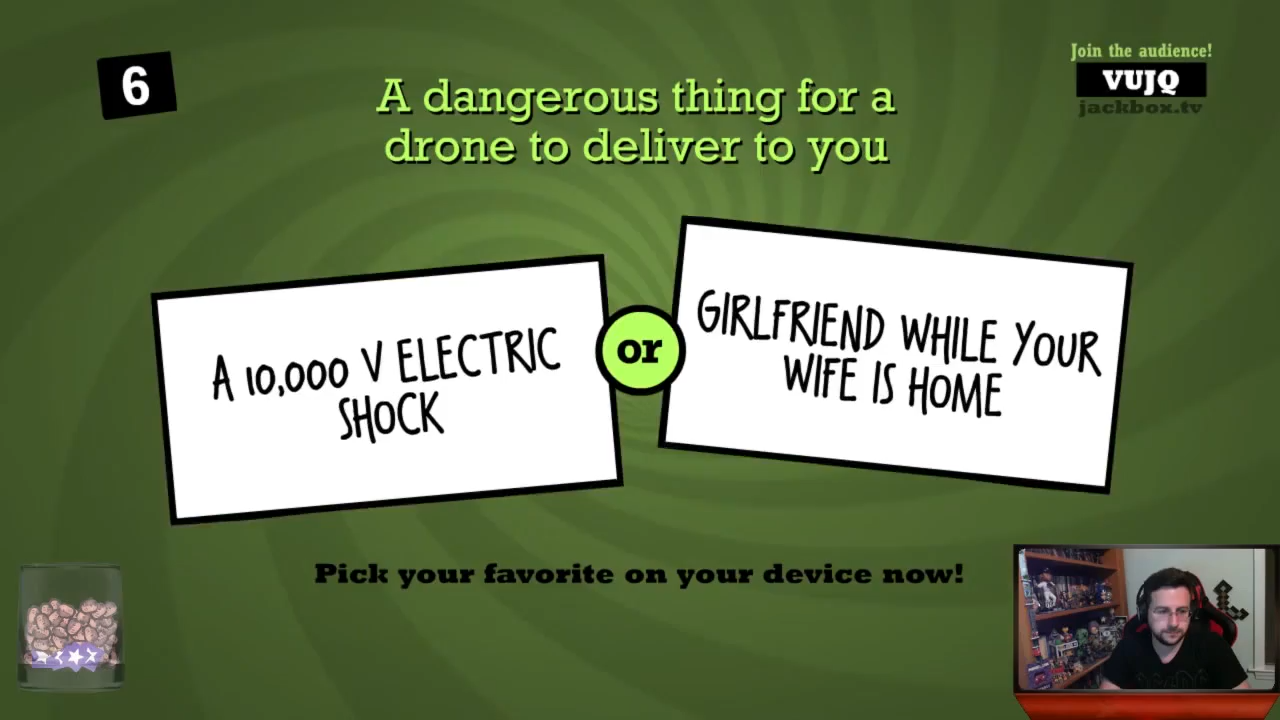 6
Join the audience!
VUJQ
jackbox.tv
A dangerous thing for a
drone to deliver to you
A 10,000 V ELECTRIC
SHOCK
or
GIRLFRIEND WHILE YOUR
WIFE IS HOME
Pick your favorite on your device now!